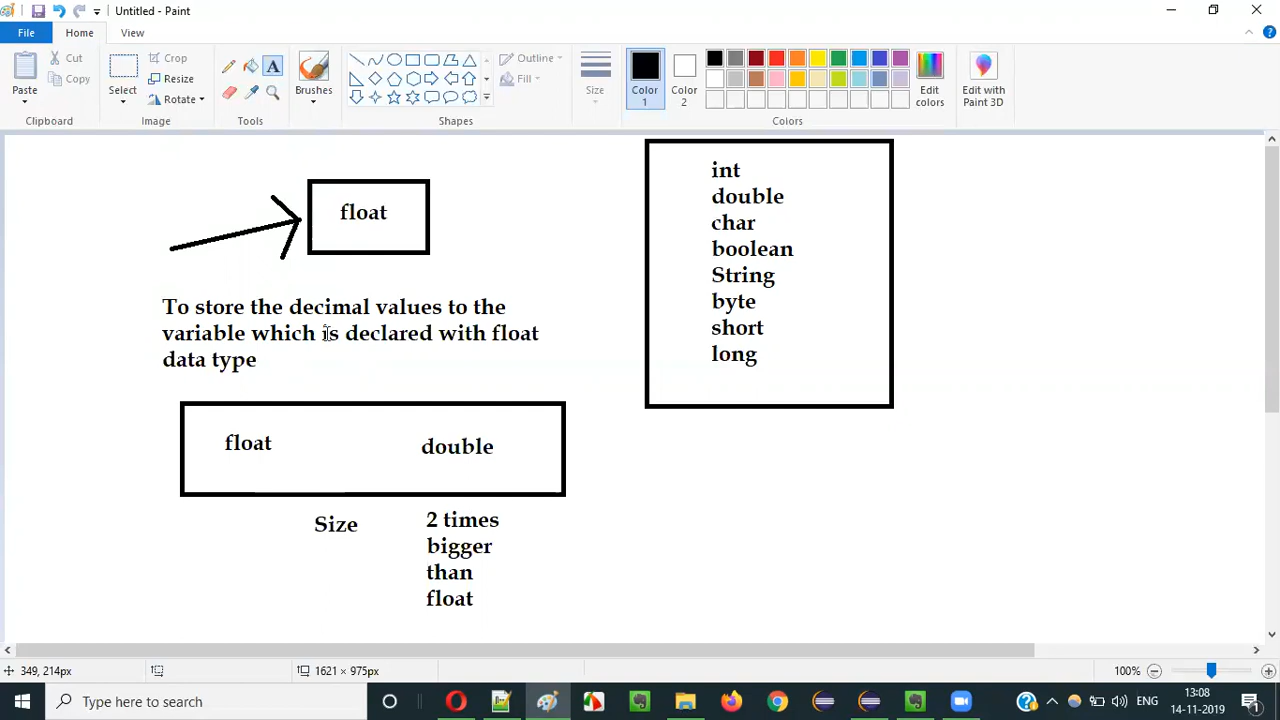 Untitled - Paint
File
Home
View
Paste
Cut
Copy
Clipboard
Select
Crop
Resize
Rotate
Image
A
Tools
Brushes
Outline
Fill
Shapes
Size
Color
1
Color
2
Edit
colors
Edit with
Paint 3D
Colors
float
To store the decimal values to the
variable which is declared with float
data type
float
double
Size
2 times
bigger
than
float
int
double
char
boolean
String
byte
short
long
349, 214px
1621 × 975px
100%
Type here to search
ENG
13:08
14-11-2019
1